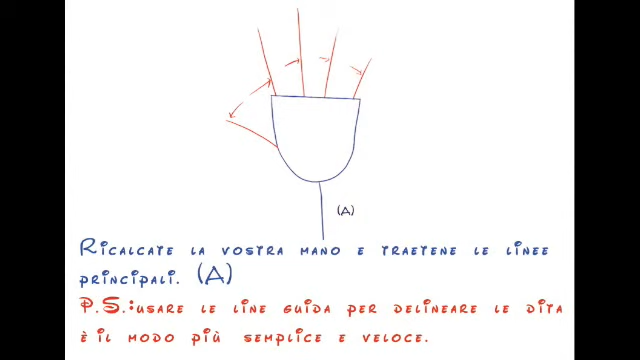 (A)
Ricalcate la vostra mano e traetene le linee
principali. (A)
P.S.:usare le line guida per delineare le dita
è il modo più semplice e veloce.